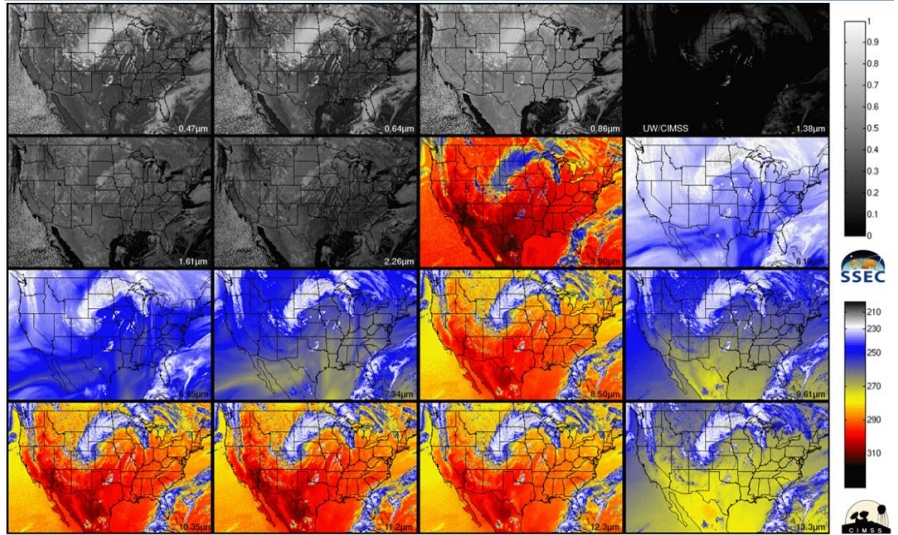 0.47µm
0.64µm
0.86µm
UW/CIMSS
1.38µm
1.61µm
2.26µm
3.90µm
6.19µm
6.95µm
7.34µm
8.50µm
9.61µm
10.35µm
11.2µm
12.3µm
13.3µm
1
0.9
0.8
0.7
0.6
0.5
0.4
0.3
0.2
0.1
0
SSEC
210
230
250
270
290
310
CIMSS